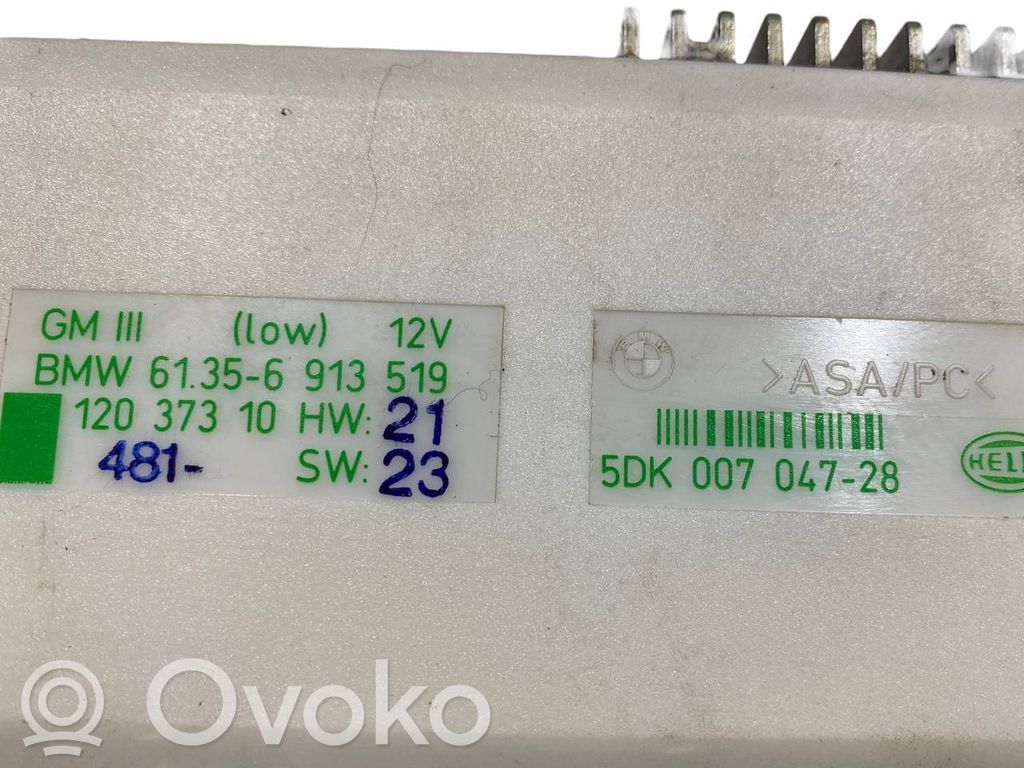 GM III (low) 12V
BMW 61.35-6 913 519
120 373 10 HW: 21
481- SW: 23
BMW
>ASA/PC<
5DK 007 047-28
Ovoko